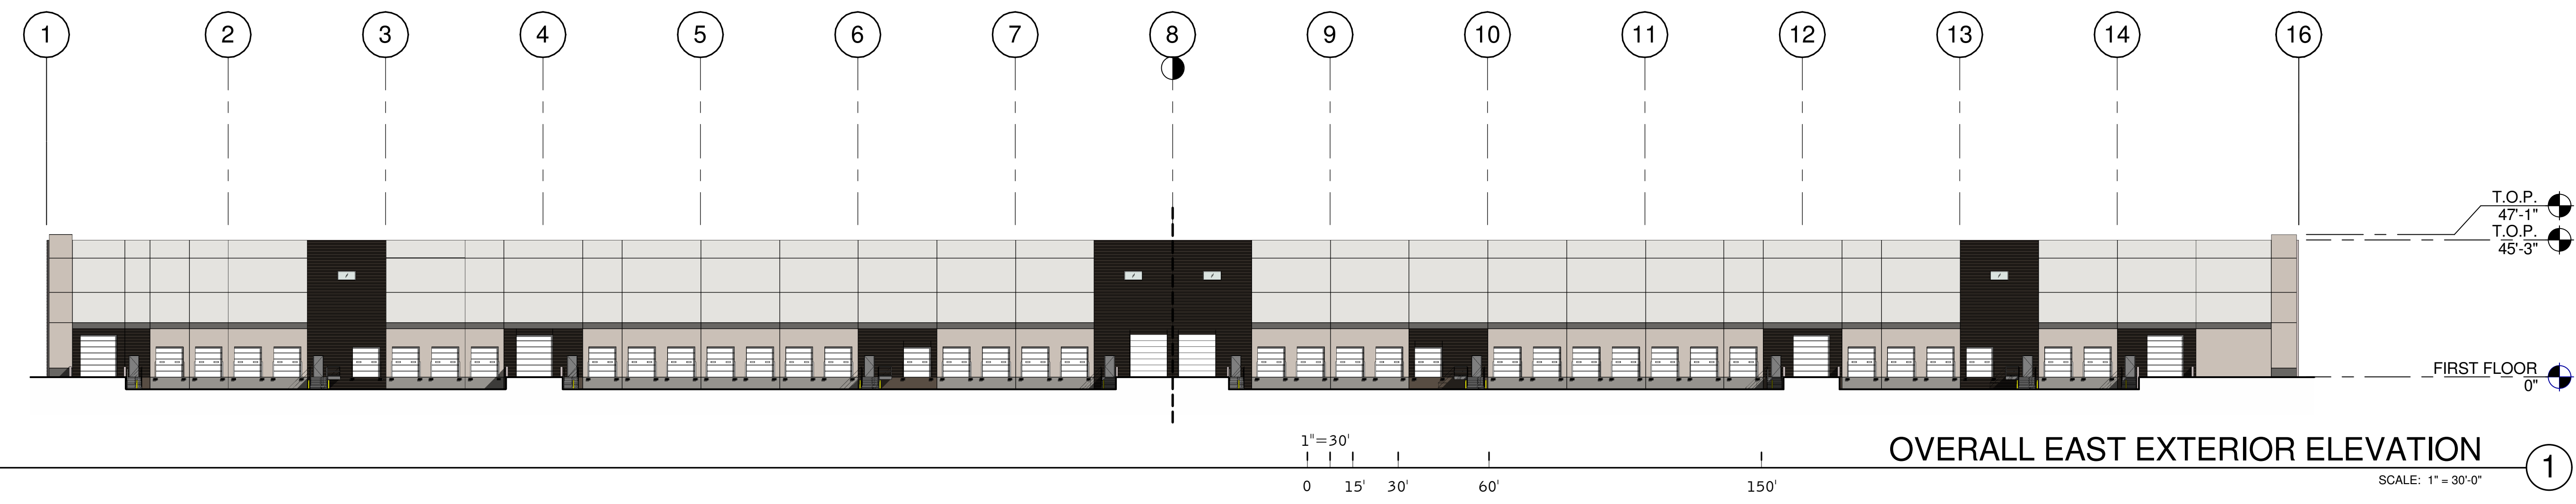 1 2 3 4 5 6 7 8 9 10 11 12 13 14 16
T.O.P.
47'-1"
T.O.P.
45'-3"
FIRST FLOOR
0"
1"=30'
0 15' 30' 60' 150'
OVERALL EAST EXTERIOR ELEVATION
SCALE: 1" = 30'-0"
1